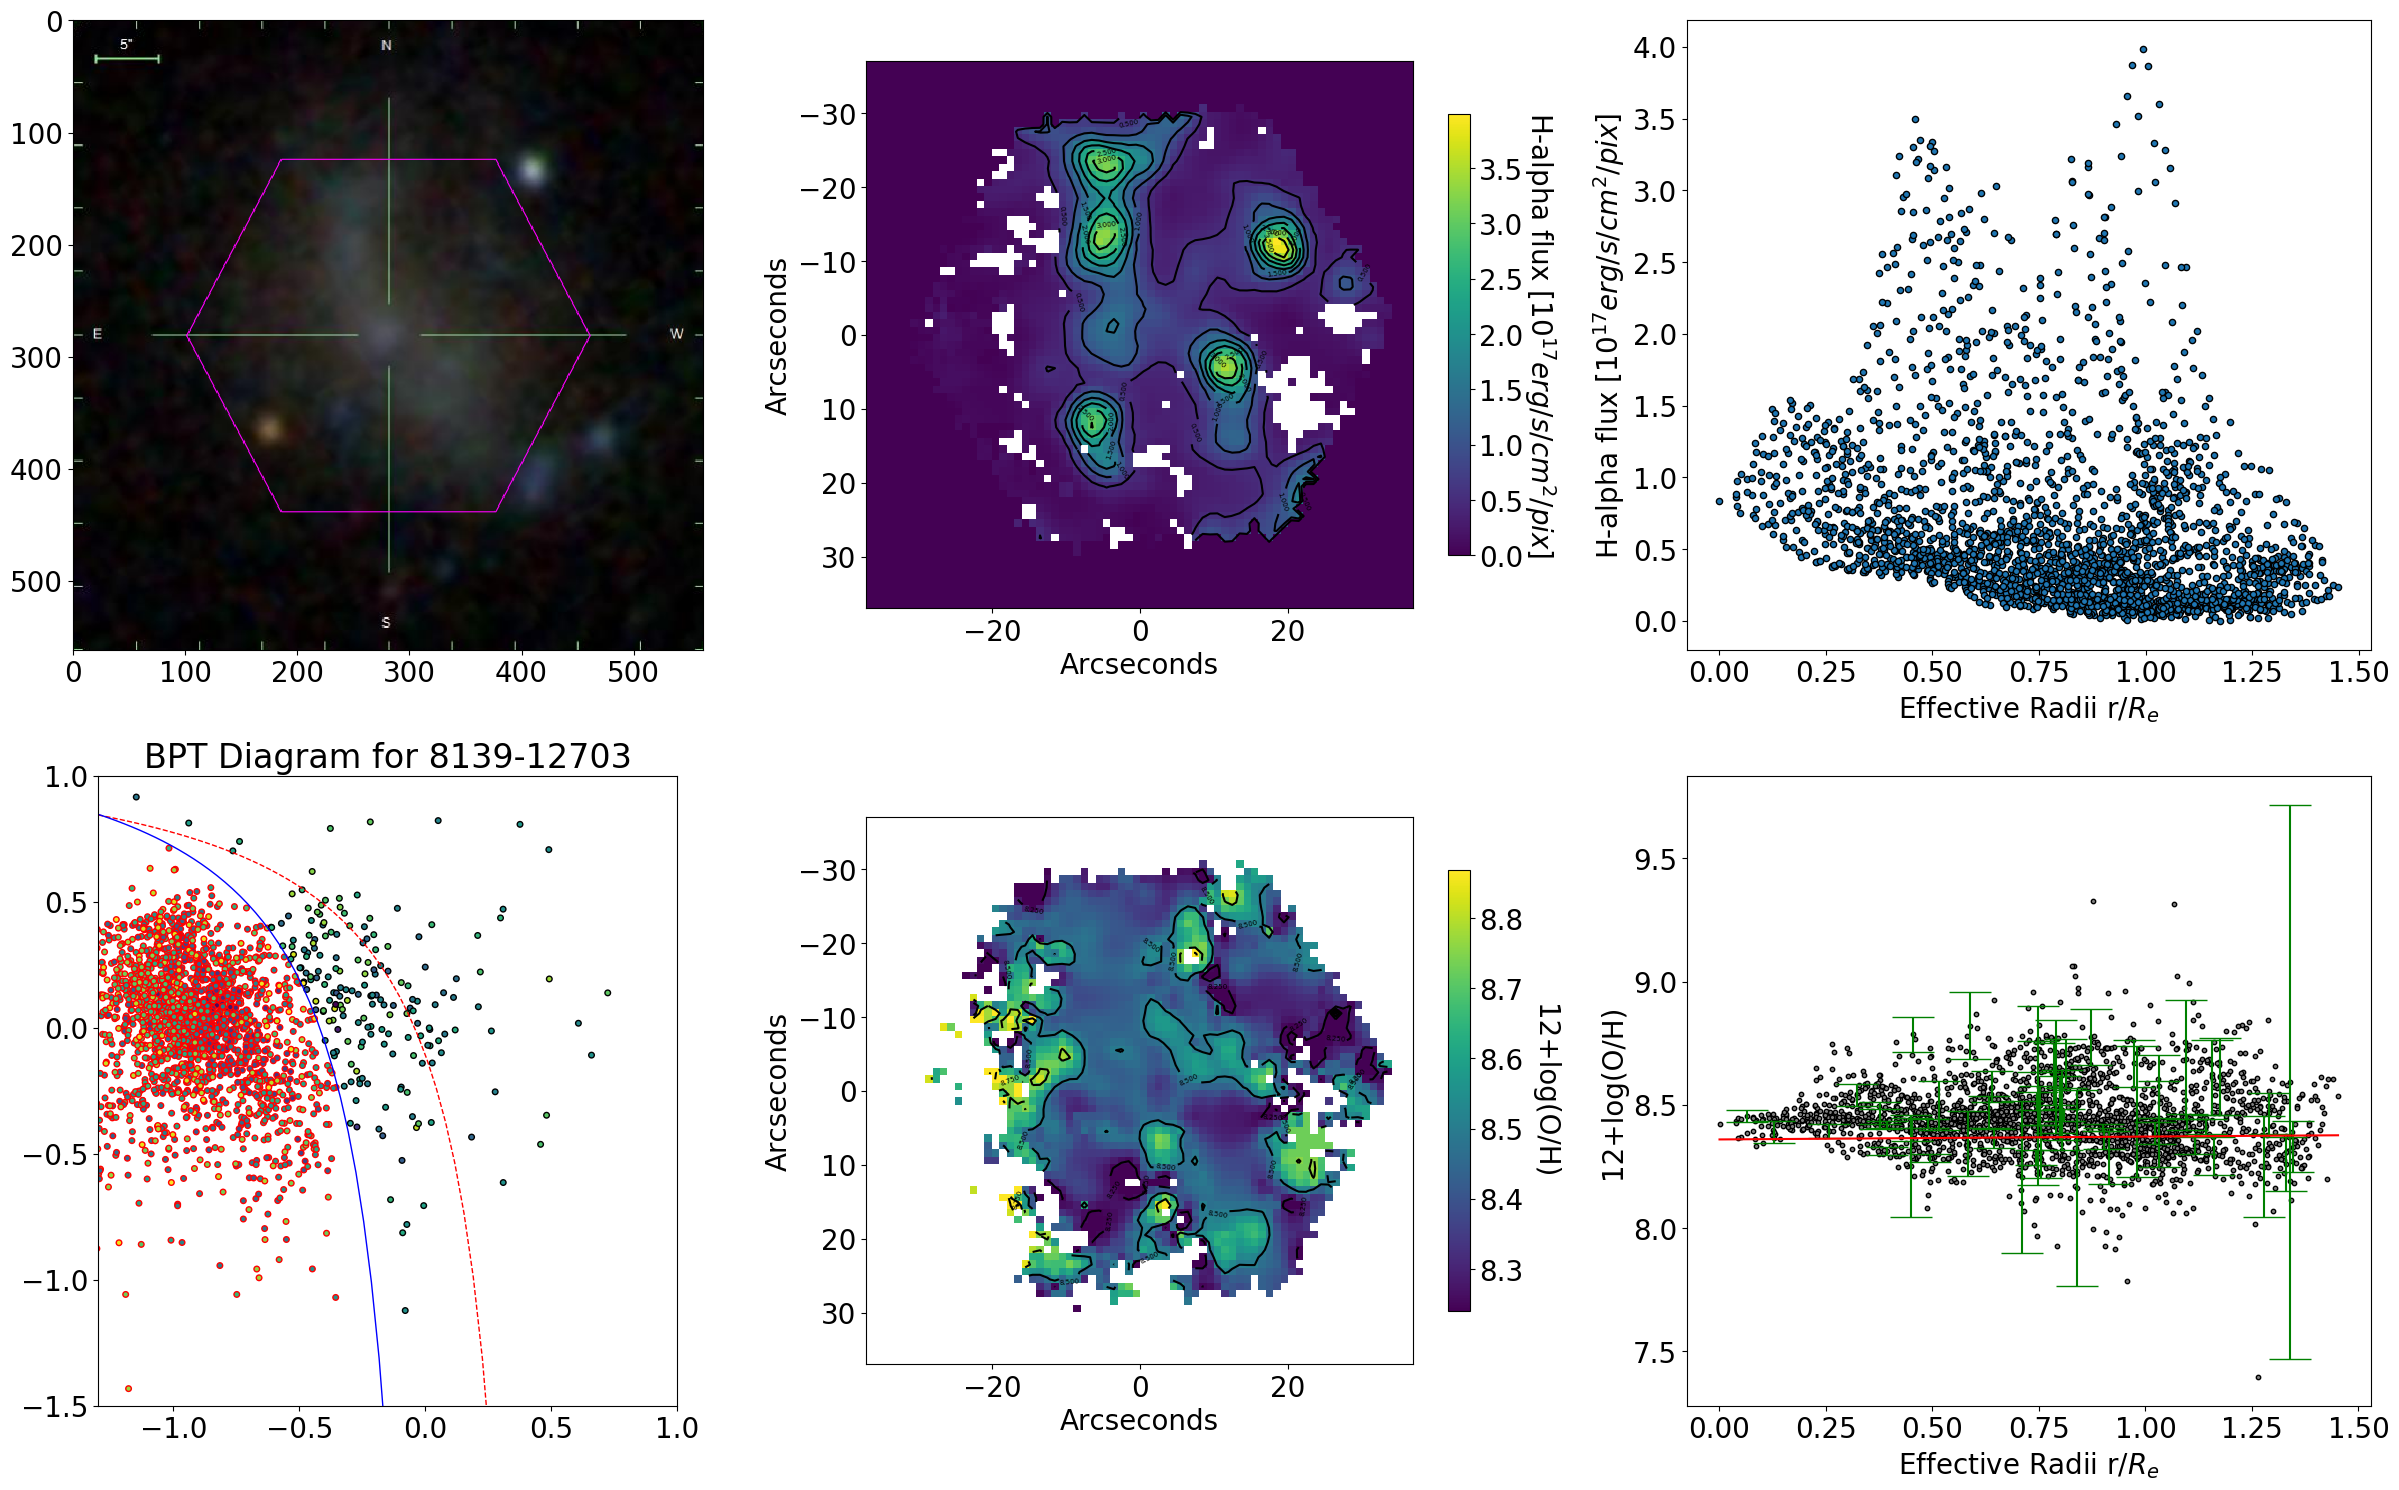 0
100
200
300
400
500
0 100 200 300 400 500
5"
N
E
W
S
−30
−20
−10
0
10
20
30
Arcseconds
−20 0 20
Arcseconds
3.5
3.0
2.5
2.0
1.5
1.0
0.5
0.0
H-alpha flux [10^17 erg/s/cm^2/pix]
4.0
3.5
3.0
2.5
2.0
1.5
1.0
0.5
0.0
H-alpha flux [10^17 erg/s/cm^2/pix]
0.00 0.25 0.50 0.75 1.00 1.25 1.50
Effective Radii r/R_e
BPT Diagram for 8139-12703
1.0
0.5
0.0
−0.5
−1.0
−1.5
−1.0 −0.5 0.0 0.5 1.0
−30
−20
−10
0
10
20
30
Arcseconds
−20 0 20
Arcseconds
8.8
8.7
8.6
8.5
8.4
8.3
12+log(O/H)
9.5
9.0
8.5
8.0
7.5
12+log(O/H)
0.00 0.25 0.50 0.75 1.00 1.25 1.50
Effective Radii r/R_e